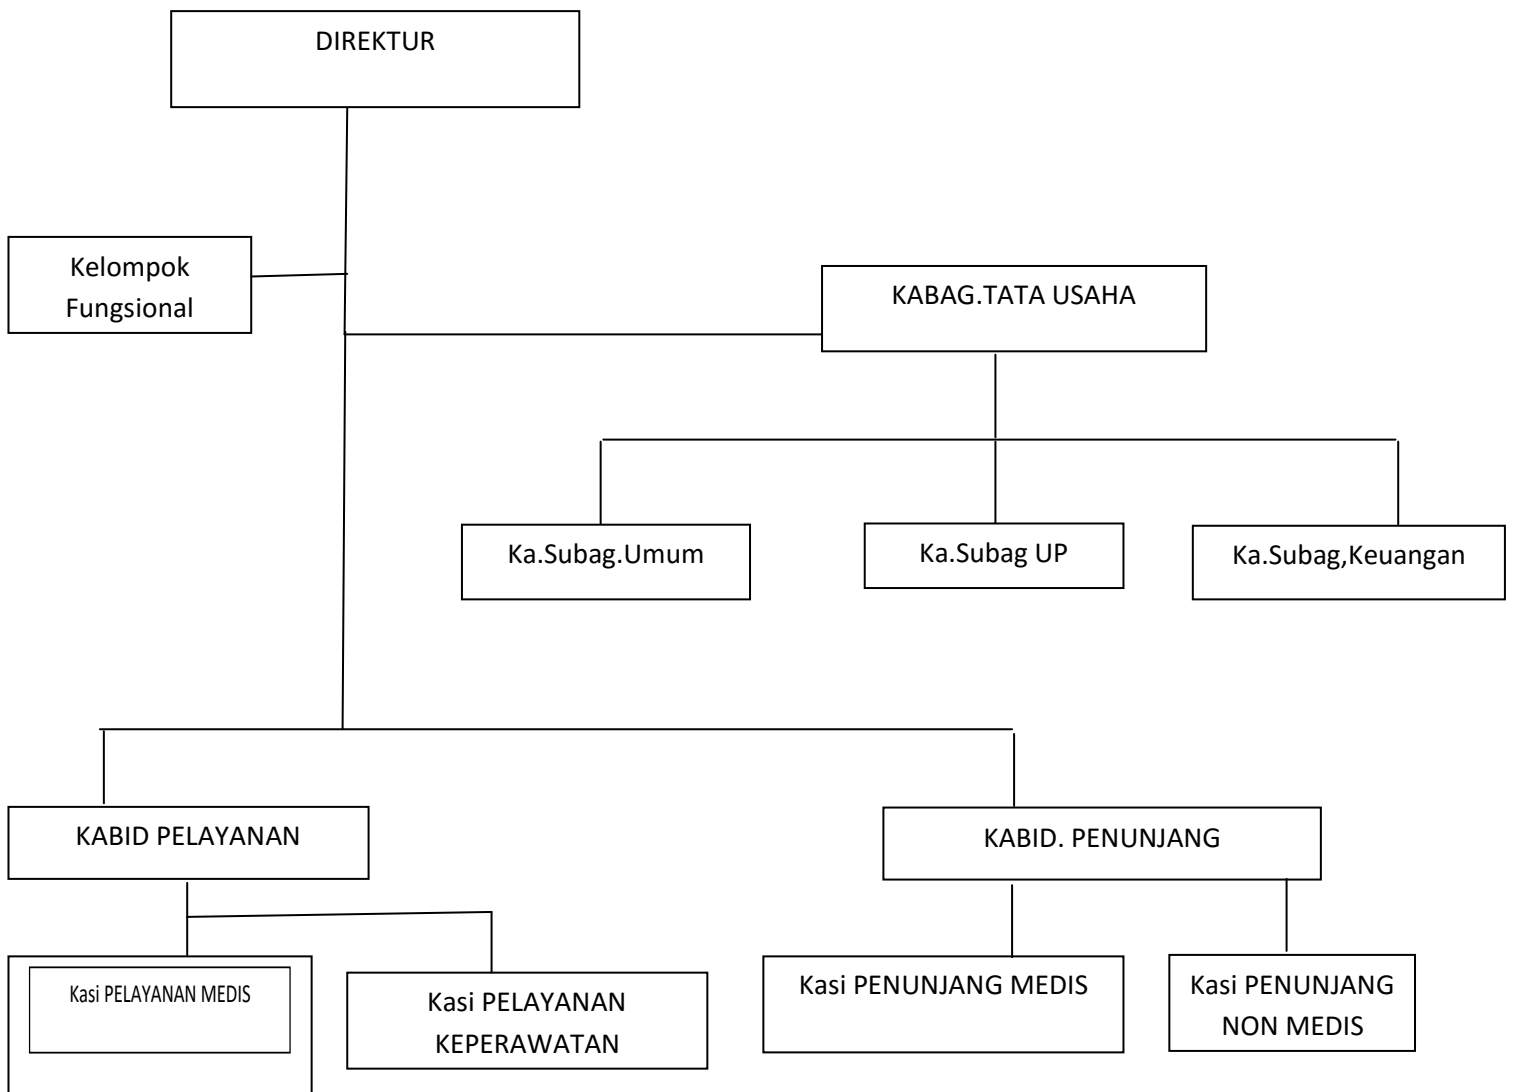 DIREKTUR
Kelompok
Fungsional
KABAG.TATA USAHA
Ka.Subag.Umum
Ka.Subag UP
Ka.Subag,Keuangan
KABID PELAYANAN
KABID. PENUNJANG
Kasi PELAYANAN MEDIS
Kasi PELAYANAN
KEPERAWATAN
Kasi PENUNJANG MEDIS
Kasi PENUNJANG
NON MEDIS